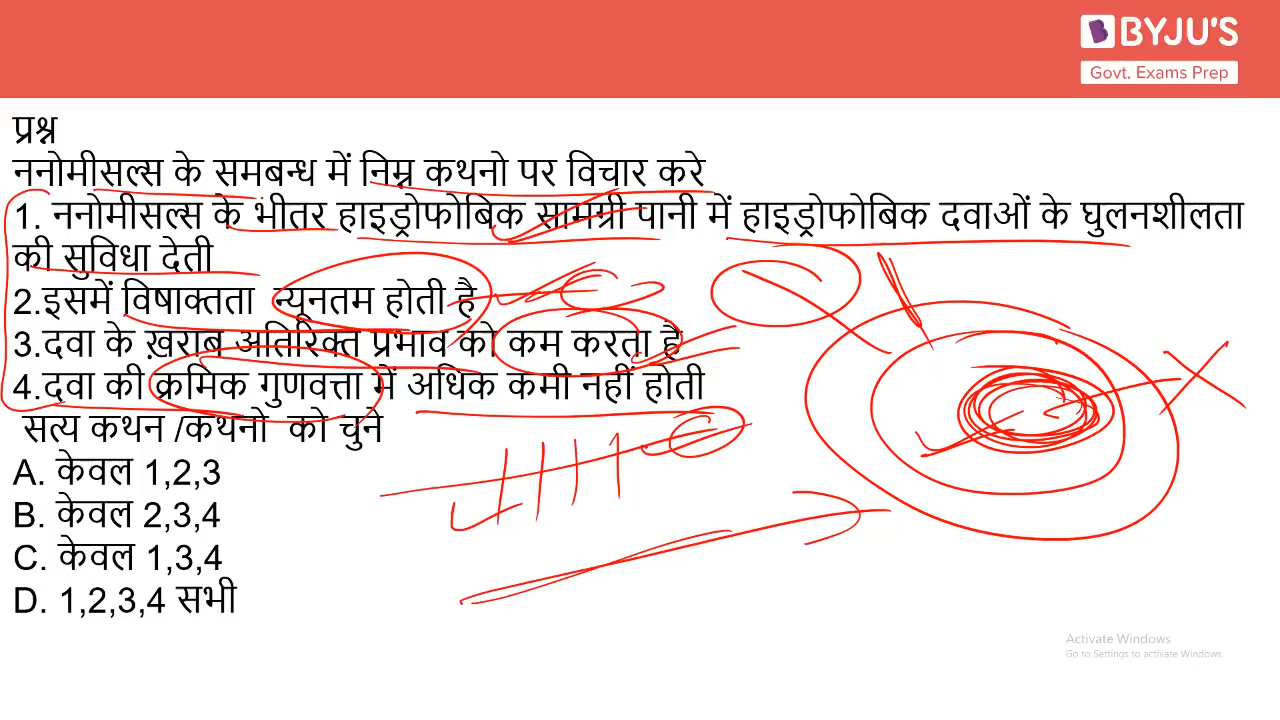 BYJU'S
Govt. Exams Prep
प्रश्न
ननोमीसल्स के समबन्ध में निम्न कथनो पर विचार करे
1. ननोमीसल्स के भीतर हाइड्रोफोबिक सामग्री पानी में हाइड्रोफोबिक दवाओं के घुलनशीलता
की सुविधा देती
2.इसमें विषाक्तता न्यूनतम होती है
3.दवा के ख़राब अतिरिक्त प्रभाव को कम करता है
4.दवा की क्रमिक गुणवत्ता में अधिक कमी नहीं होती
सत्य कथन /कथनो को चुने
A. केवल 1,2,3
B. केवल 2,3,4
C. केवल 1,3,4
D. 1,2,3,4 सभी
Activate Windows
Go to Settings to activate Windows.